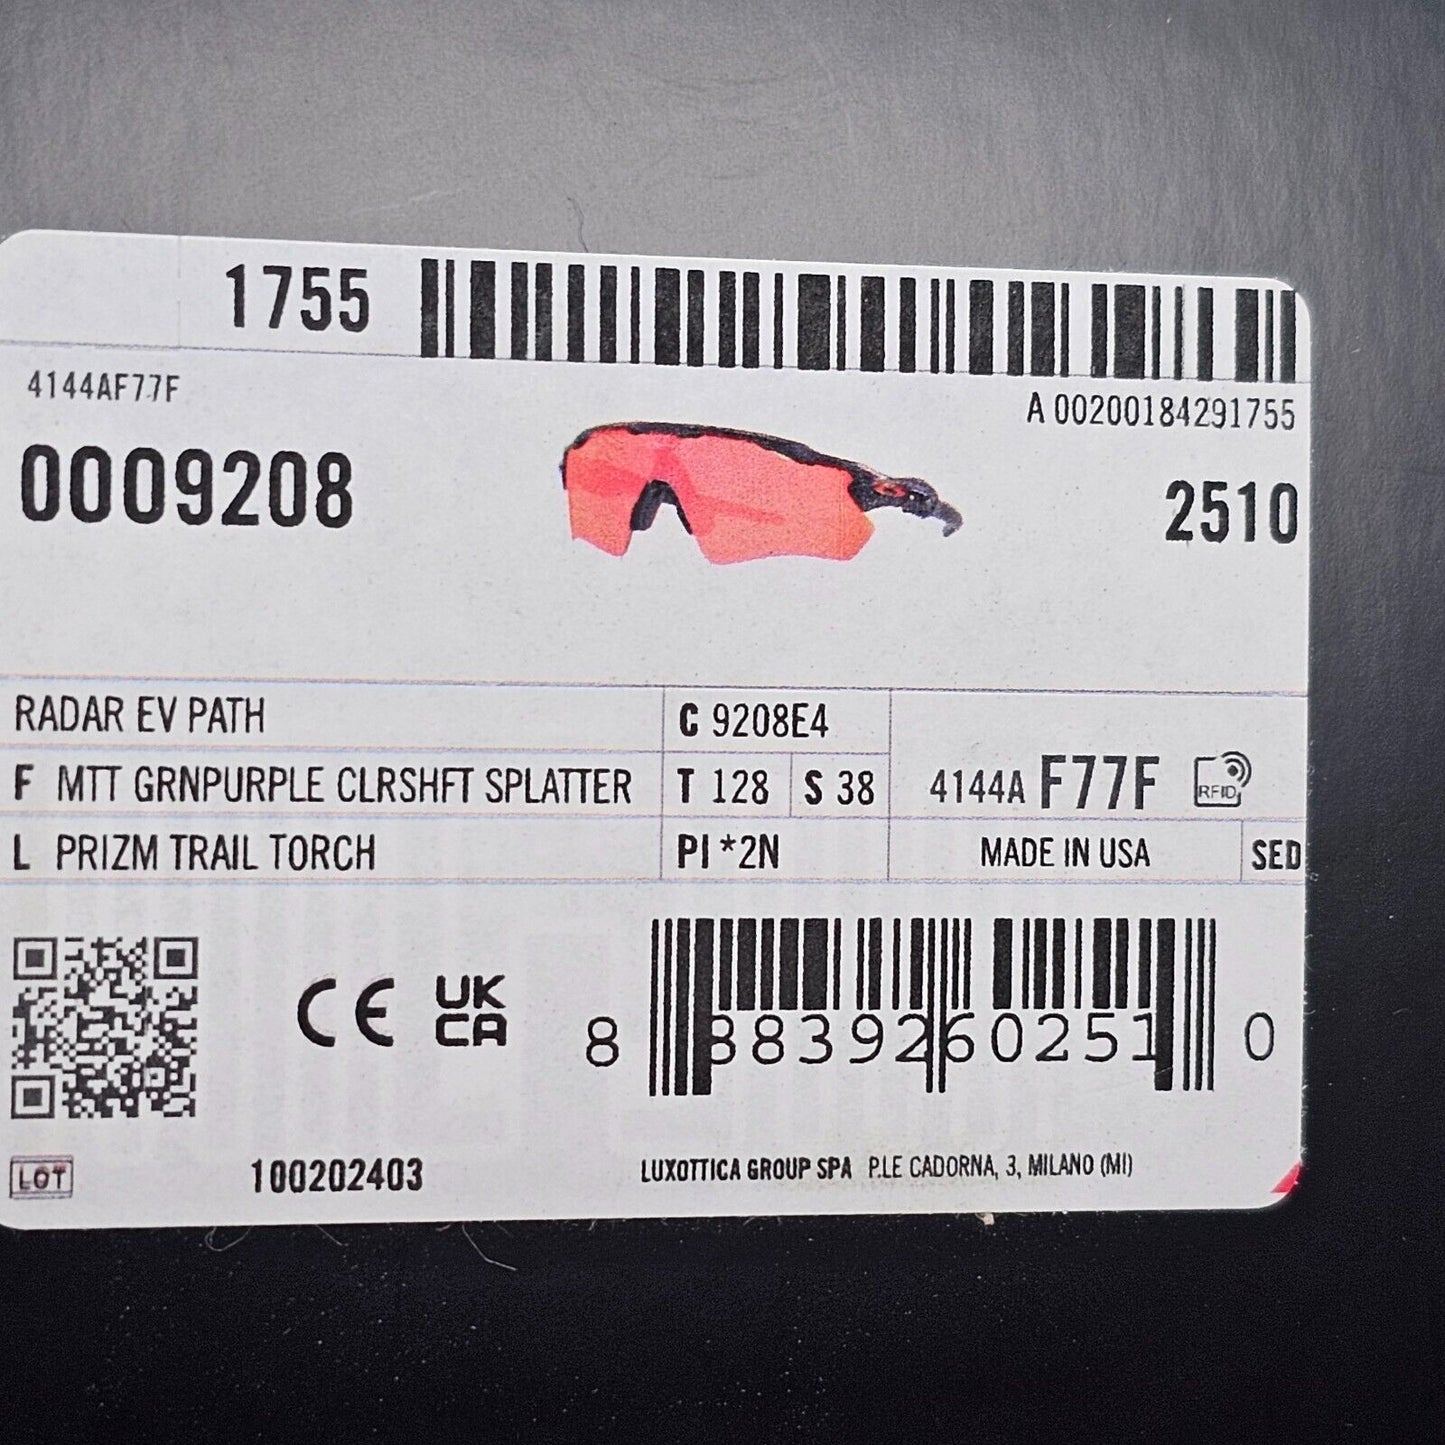 1755
4144AF77F
A 00200184291755
0009208
2510
RADAR EV PATH
C 9208E4
F MTT GRNPURPLE CLRSHFT SPLATTER
T 128
S 38
4144A F77F
RFID
L PRIZM TRAIL TORCH
PI *2N
MADE IN USA
SED
CE
UK
CA
8 88392 60251 0
LOT
100202403
LUXOTTICA GROUP SPA P.LE CADORNA, 3, MILANO (MI)